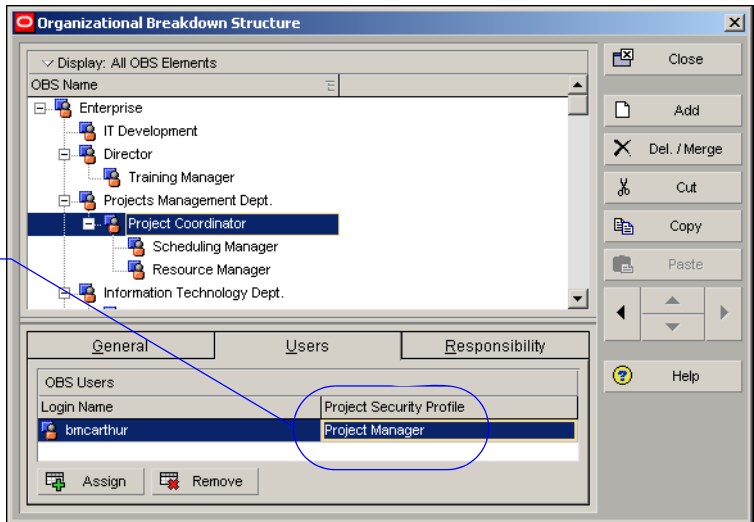 Organizational Breakdown Structure
Display: All OBS Elements
OBS Name
Enterprise
IT Development
Director
Training Manager
Projects Management Dept.
Project Coordinator
Scheduling Manager
Resource Manager
Information Technology Dept.
General
Users
Responsibility
OBS Users
Login Name
Project Security Profile
bmcarthur
Project Manager
Assign
Remove
Close
Add
Del. / Merge
Cut
Copy
Paste
Help